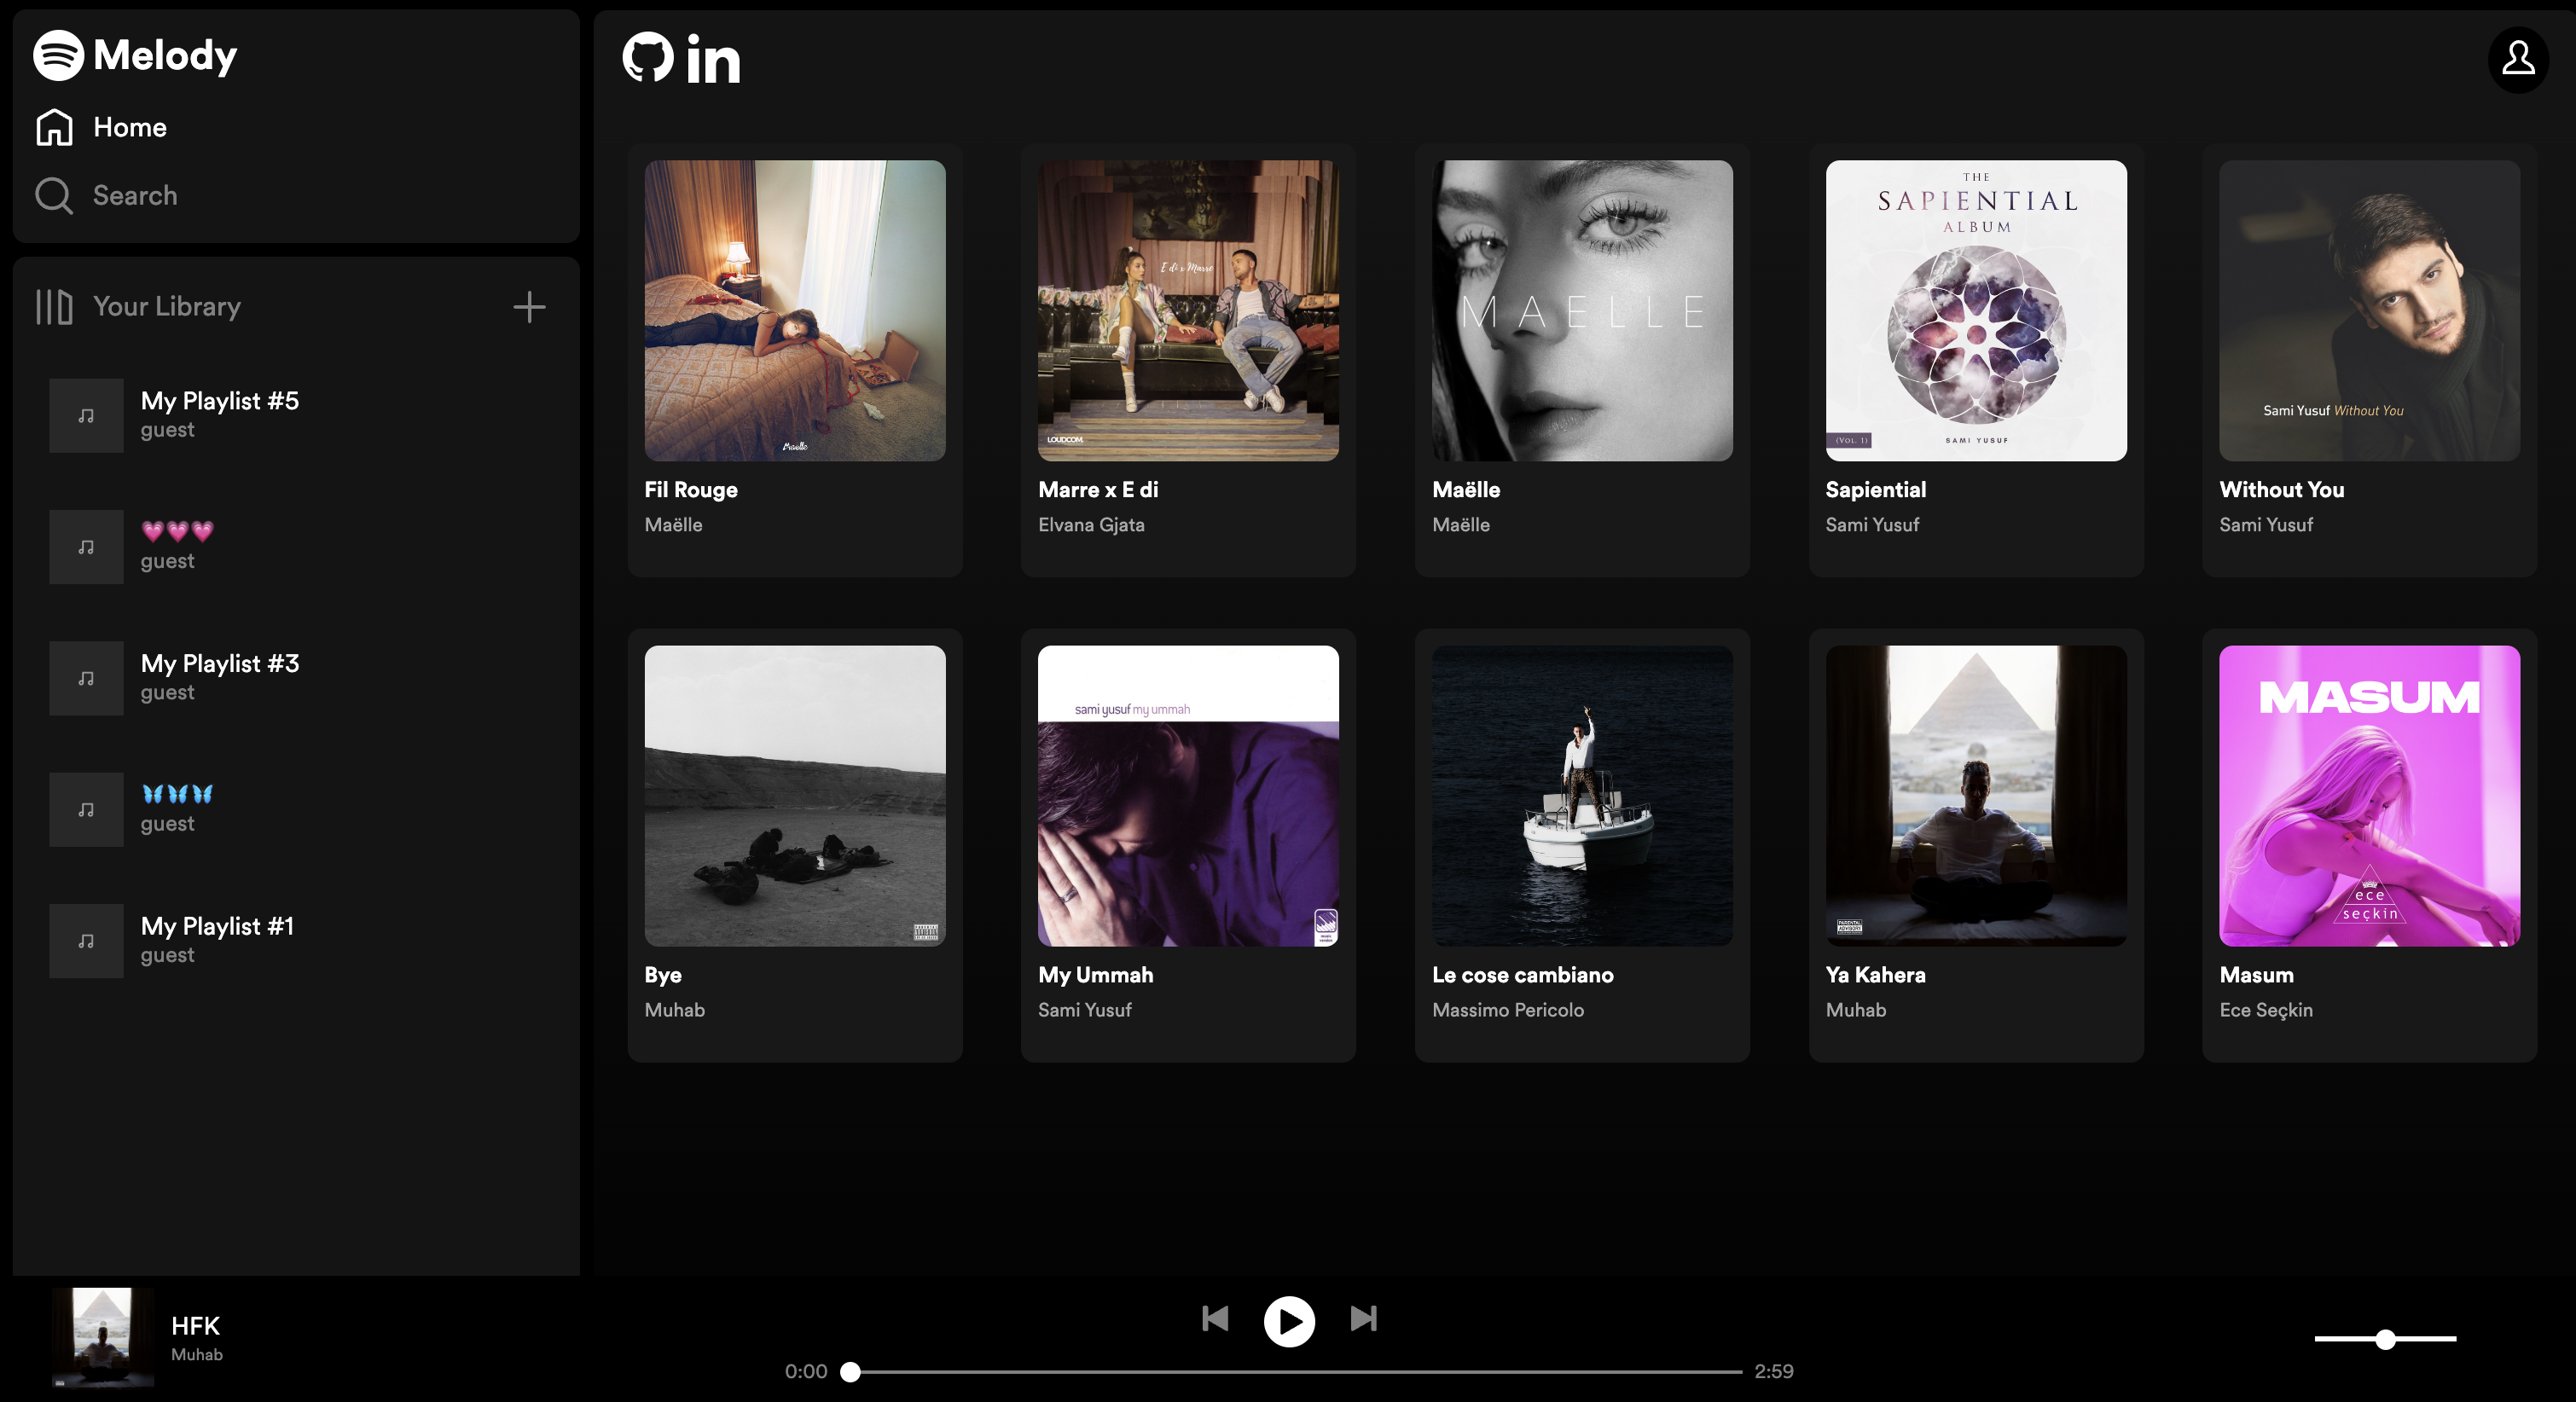 Melody
Home
Search
Your Library
My Playlist #5
guest
💗💗💗
guest
My Playlist #3
guest
🦋🦋🦋
guest
My Playlist #1
guest
in
E di x Marre
LOUDCOM.
Maëlle
MAELLE
THE
SAPIENTIAL
ALBUM
(VOL. 1)
SAMI YUSUF
Sami Yusuf Without You
Fil Rouge
Maëlle
Marre x E di
Elvana Gjata
Maëlle
Maëlle
Sapiential
Sami Yusuf
Without You
Sami Yusuf
sami yusuf my ummah
PARENTAL
ADVISORY
MASUM
ece
seçkin
Bye
Muhab
My Ummah
Sami Yusuf
Le cose cambiano
Massimo Pericolo
Ya Kahera
Muhab
Masum
Ece Seçkin
HFK
Muhab
0:00
2:59